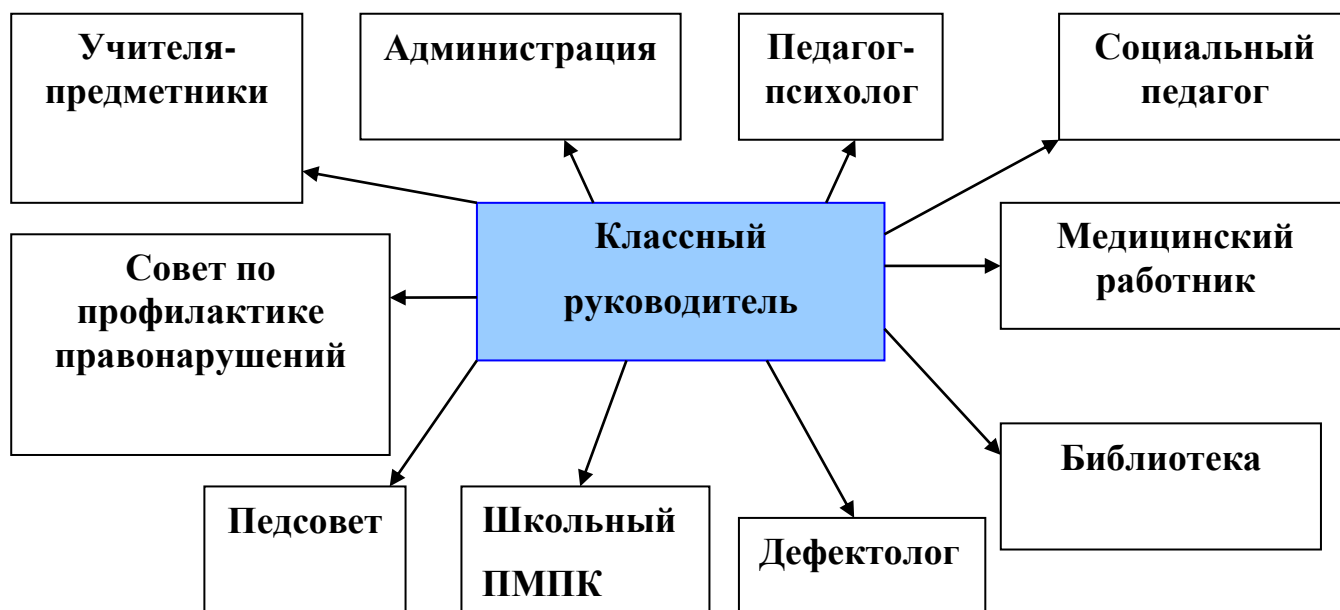 Учителя-
предметники
Администрация
Педагог-
психолог
Социальный
педагог
Классный
руководитель
Совет по
профилактике
правонарушений
Медицинский
работник
Библиотека
Педсовет
Школьный
ПМПК
Дефектолог